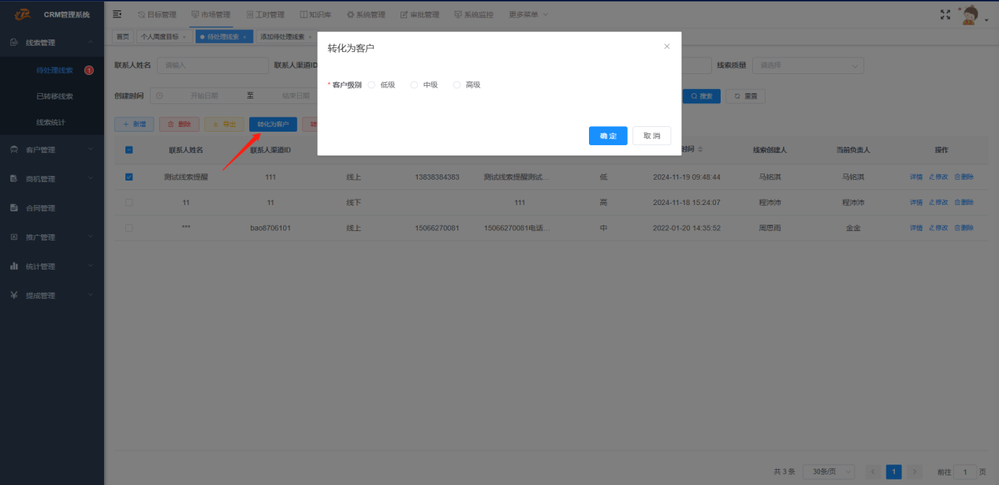 CRM管理系统
目标管理 市场管理 工时管理 知识库 系统管理 审批管理 系统监控 更多菜单
首页 个人周度目标 × 待处理线索 × 添加待处理线索 ×
线索管理
待处理线索 1
已转移线索
线索统计
客户管理
商机管理
合同管理
推广管理
统计管理
提成管理
转化为客户
* 客户级别 低级 中级 高级
确 定 取 消
联系人姓名 请输入 联系人渠道ID 线索质量 请选择
创建时间 开始日期 至 结束日期 搜索 重置
新增 删除 导出 转化为客户
联系人姓名 联系人渠道ID 时间 线索创建人 当前负责人 操作
测试线索提醒 111 线上 13838384383 测试线索提醒测试... 低 2024-11-19 09:48:44 马铭淇 马铭淇 详情 修改 删除
11 11 线下 111 高 2024-11-18 15:24:07 程沛沛 程沛沛 详情 修改 删除
*** bao8706101 线上 15066270081 15066270081电话... 中 2022-01-20 14:35:52 周思雨 金金 详情 修改 删除
共 3 条 30条/页 1 前往 1 页